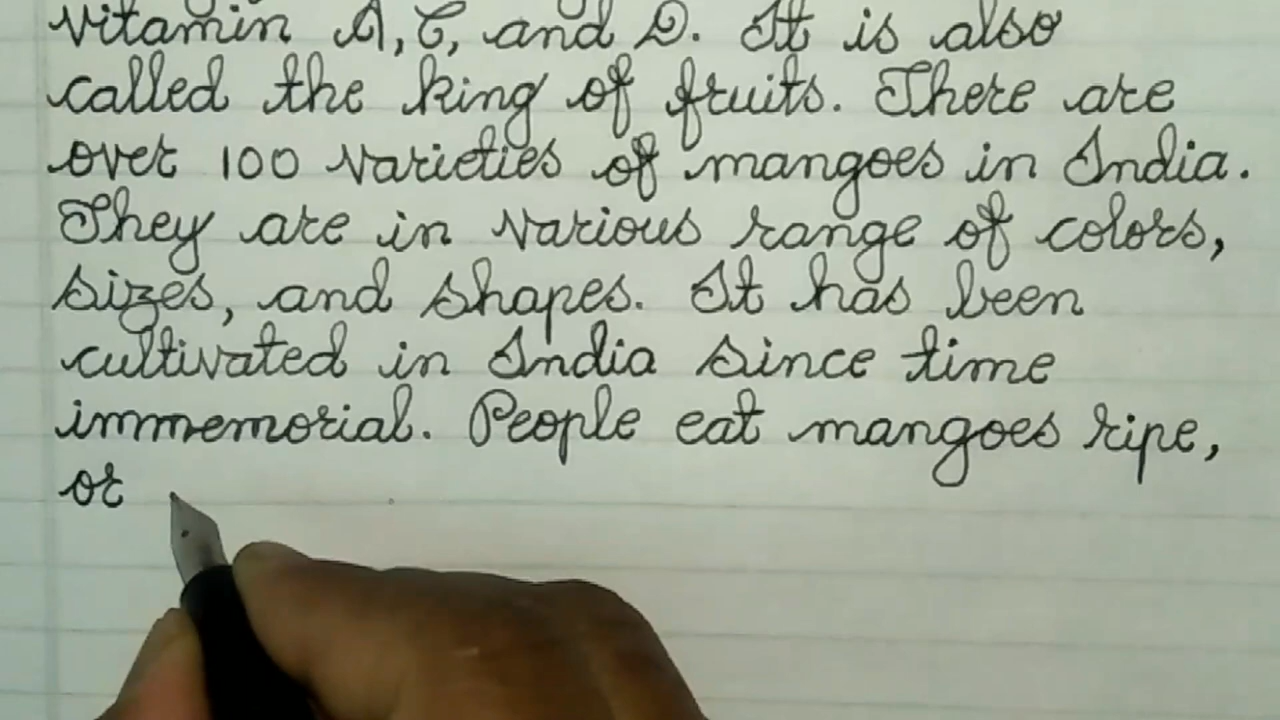 vitamin A, C, and D. It is also
called the king of fruits. There are
over 100 varieties of mangoes in India.
They are in various range of colors,
sizes, and shapes. It has been
cultivated in India since time
immemorial. People eat mangoes ripe,
or